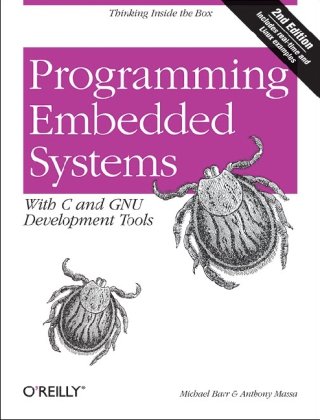 Thinking Inside the Box
2nd Edition
Includes real-time and
Linux examples
Programming
Embedded
Systems
With C and GNU
Development Tools
O'REILLY®
Michael Barr & Anthony Massa